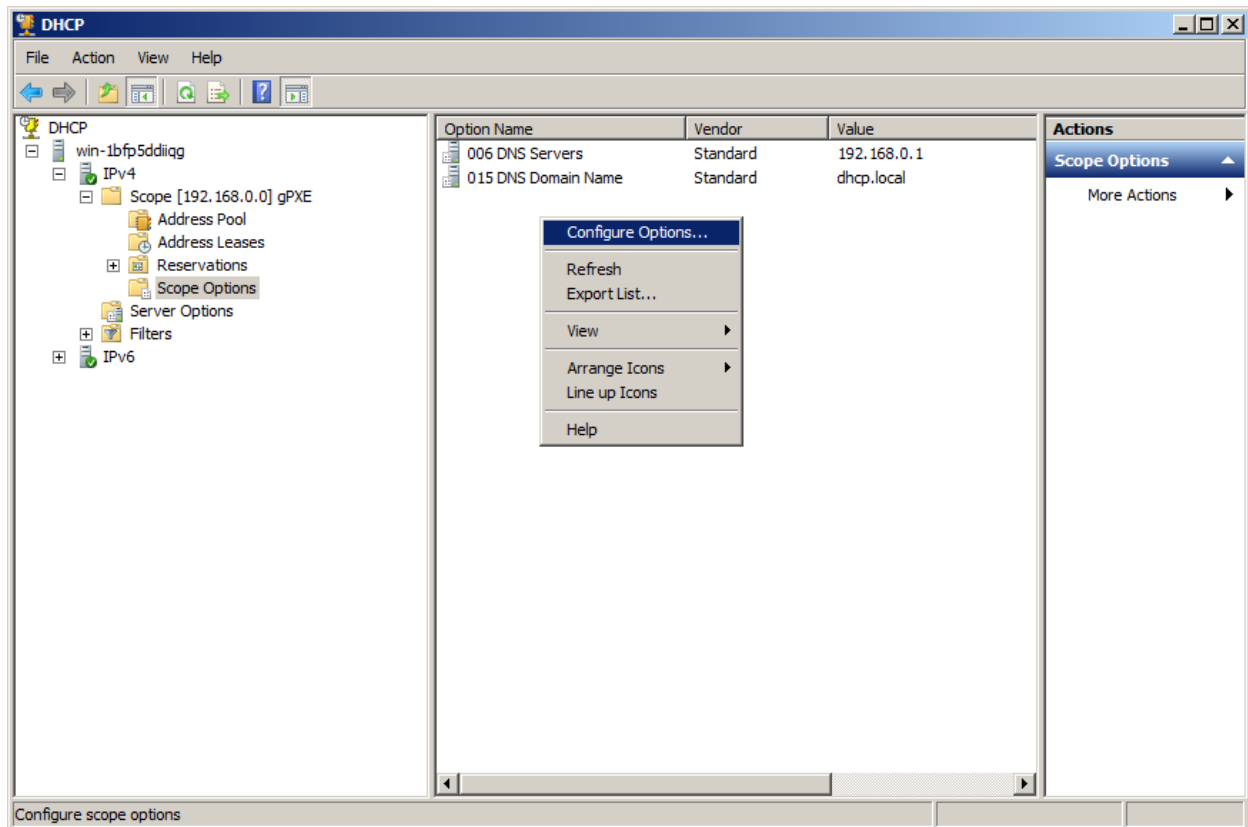 DHCP
File Action View Help
DHCP
win-1bfp5ddiiqg
IPv4
Scope [192.168.0.0] gPXE
Address Pool
Address Leases
Reservations
Scope Options
Server Options
Filters
IPv6
Option Name Vendor Value
006 DNS Servers Standard 192.168.0.1
015 DNS Domain Name Standard dhcp.local
Configure Options...
Refresh
Export List...
View
Arrange Icons
Line up Icons
Help
Actions
Scope Options
More Actions
Configure scope options